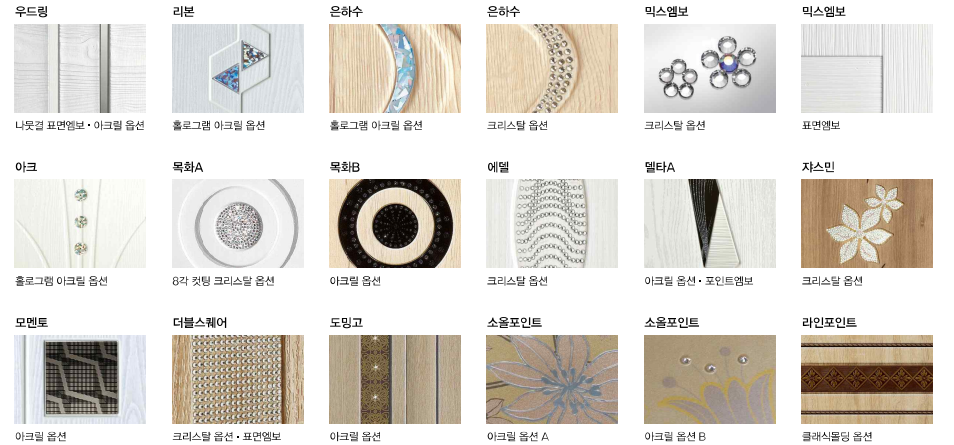 우드링
리본
은하수
은하수
믹스엠보
믹스엠보
나뭇결 표면엠보 • 아크릴 옵션
홀로그램 아크릴 옵션
홀로그램 아크릴 옵션
크리스탈 옵션
크리스탈 옵션
표면엠보
아크
목화A
목화B
에델
델타A
쟈스민
홀로그램 아크릴 옵션
8각 컷팅 크리스탈 옵션
아크릴 옵션
크리스탈 옵션
아크릴 옵션 • 포인트엠보
크리스탈 옵션
모멘토
더블스퀘어
도밍고
소울포인트
소울포인트
라인포인트
아크릴 옵션
크리스탈 옵션 • 표면엠보
아크릴 옵션
아크릴 옵션 A
아크릴 옵션 B
클래식몰딩 옵션